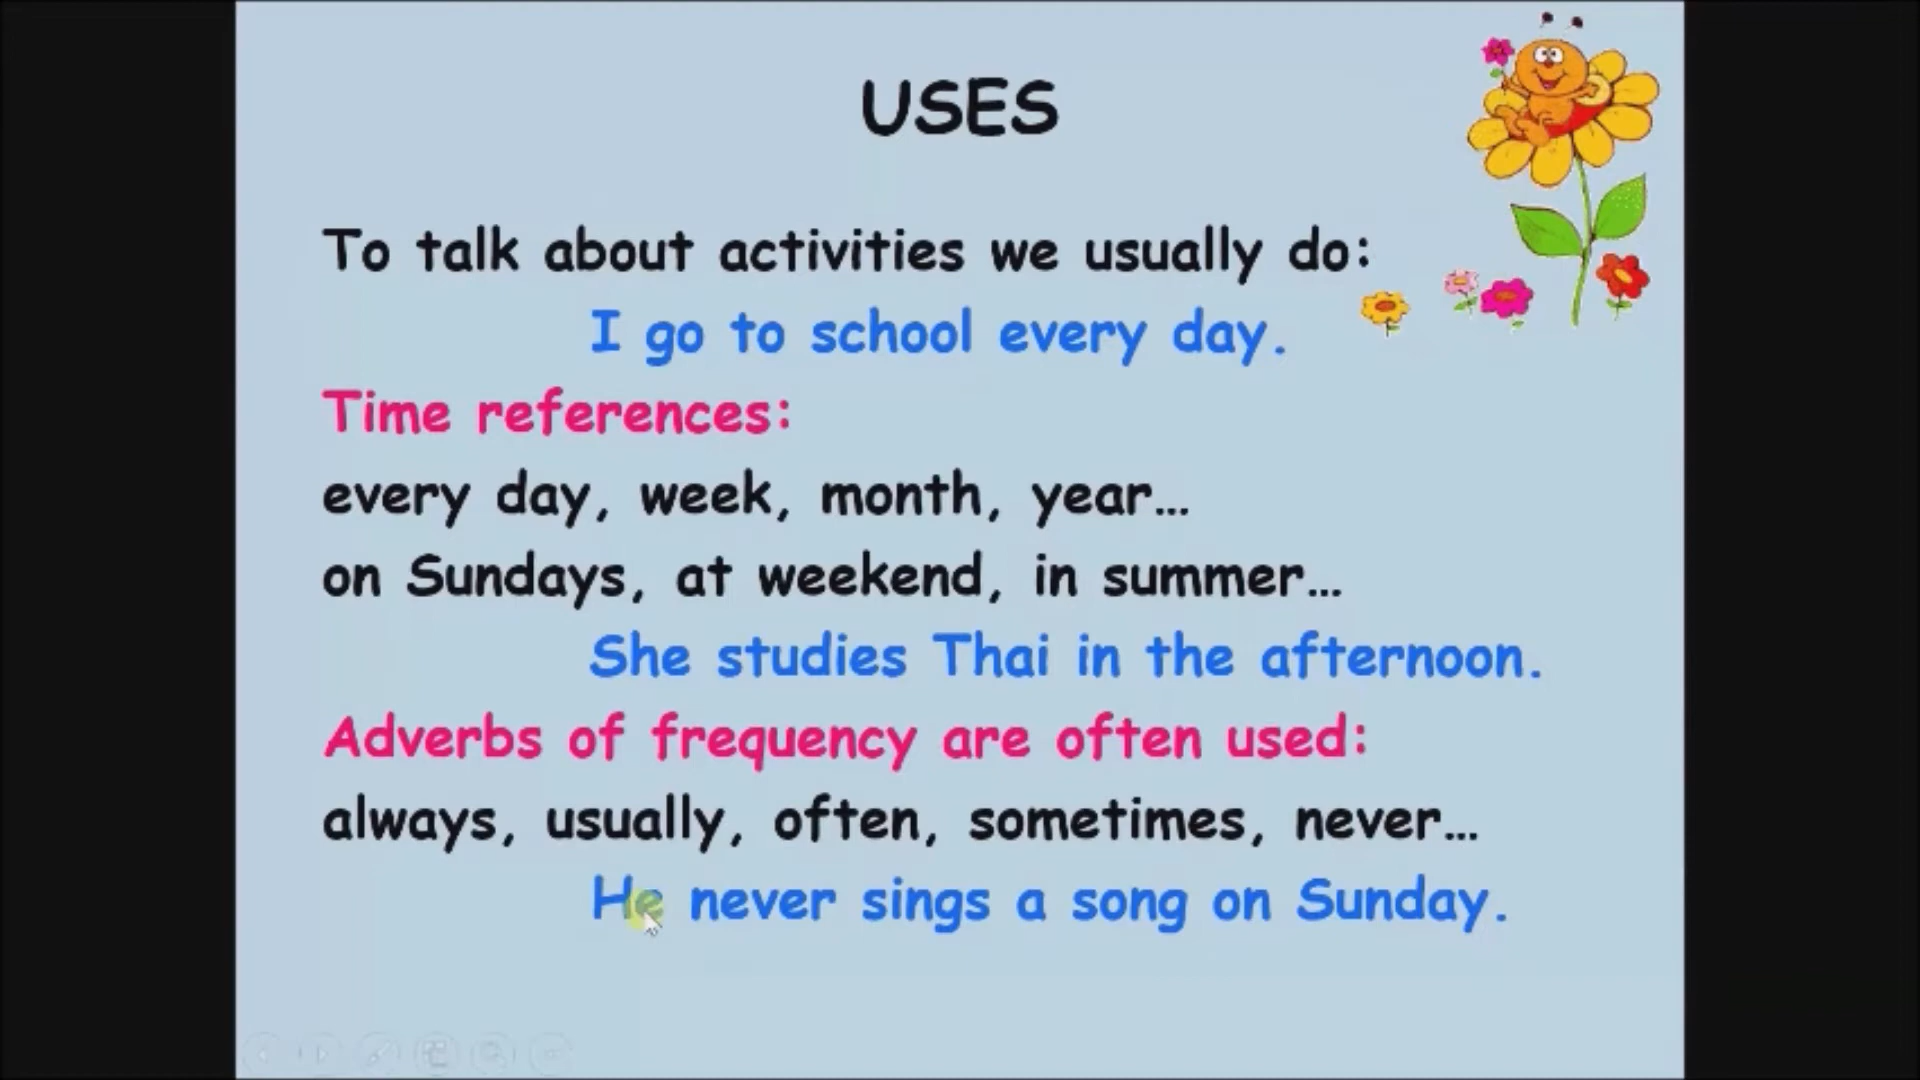 USES
To talk about activities we usually do:
I go to school every day.
Time references:
every day, week, month, year…
on Sundays, at weekend, in summer…
She studies Thai in the afternoon.
Adverbs of frequency are often used:
always, usually, often, sometimes, never…
He never sings a song on Sunday.